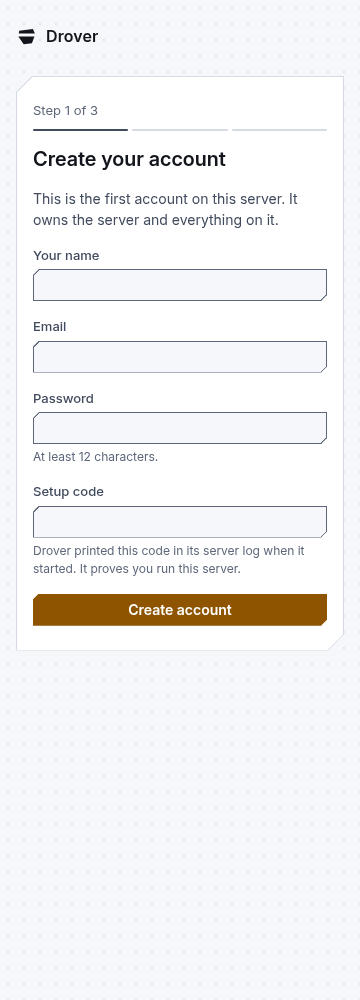 Drover
Step 1 of 3
Create your account
This is the first account on this server. It
owns the server and everything on it.
Your name
Email
Password
At least 12 characters.
Setup code
Drover printed this code in its server log when it
started. It proves you run this server.
Create account